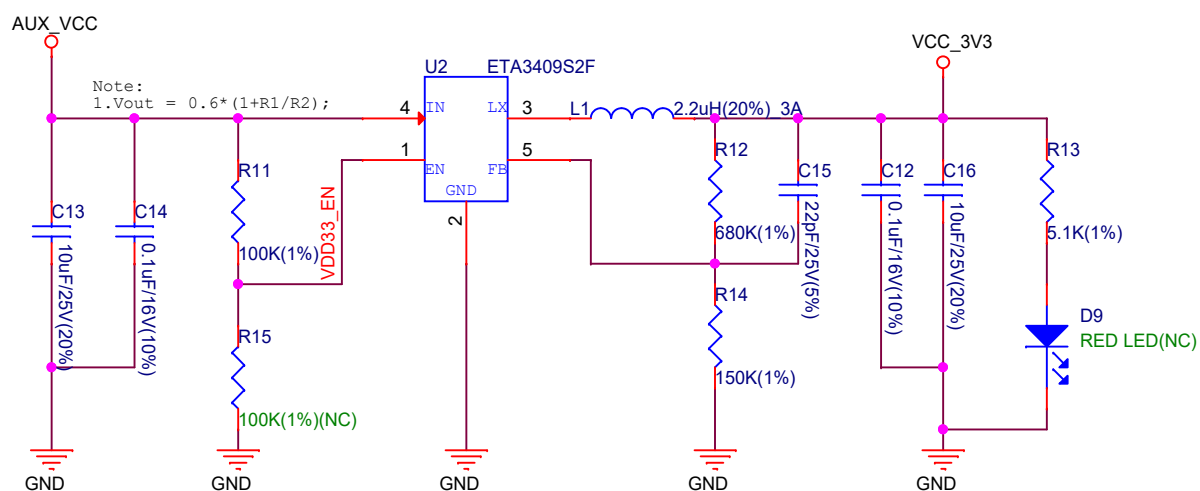 AUX_VCC
VCC_3V3
U2
ETA3409S2F
Note:
1.Vout = 0.6*(1+R1/R2);
4
IN
LX
3
L1
2.2uH(20%)_3A
1
EN
FB
5
GND
2
R11
100K(1%)
VDD33_EN
R12
680K(1%)
C15
22pF/25V(5%)
C12
0.1uF/16V(10%)
C16
10uF/25V(20%)
R13
5.1K(1%)
C13
10uF/25V(20%)
C14
0.1uF/16V(10%)
R15
100K(1%)(NC)
R14
150K(1%)
D9
RED LED(NC)
GND
GND
GND
GND
GND